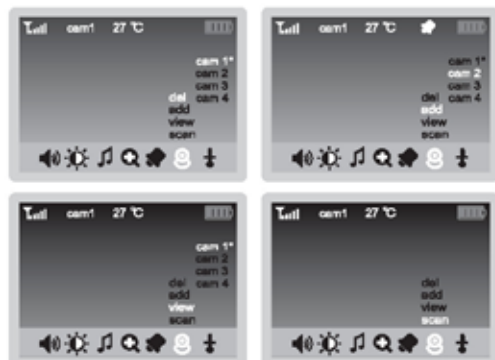 cam1 27 ℃
cam 1*
cam 2
cam 3
del cam 4
add
view
scan
cam1 27 ℃
cam 1*
cam 2
cam 3
del cam 4
add
view
scan
cam1 27 ℃
cam 1*
cam 2
cam 3
del cam 4
add
view
scan
cam1 27 ℃
del
add
view
scan